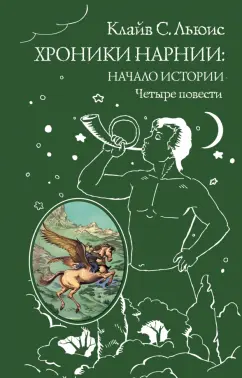 Клайв С. Льюис
ХРОНИКИ НАРНИИ:
НАЧАЛО ИСТОРИИ
Четыре повести